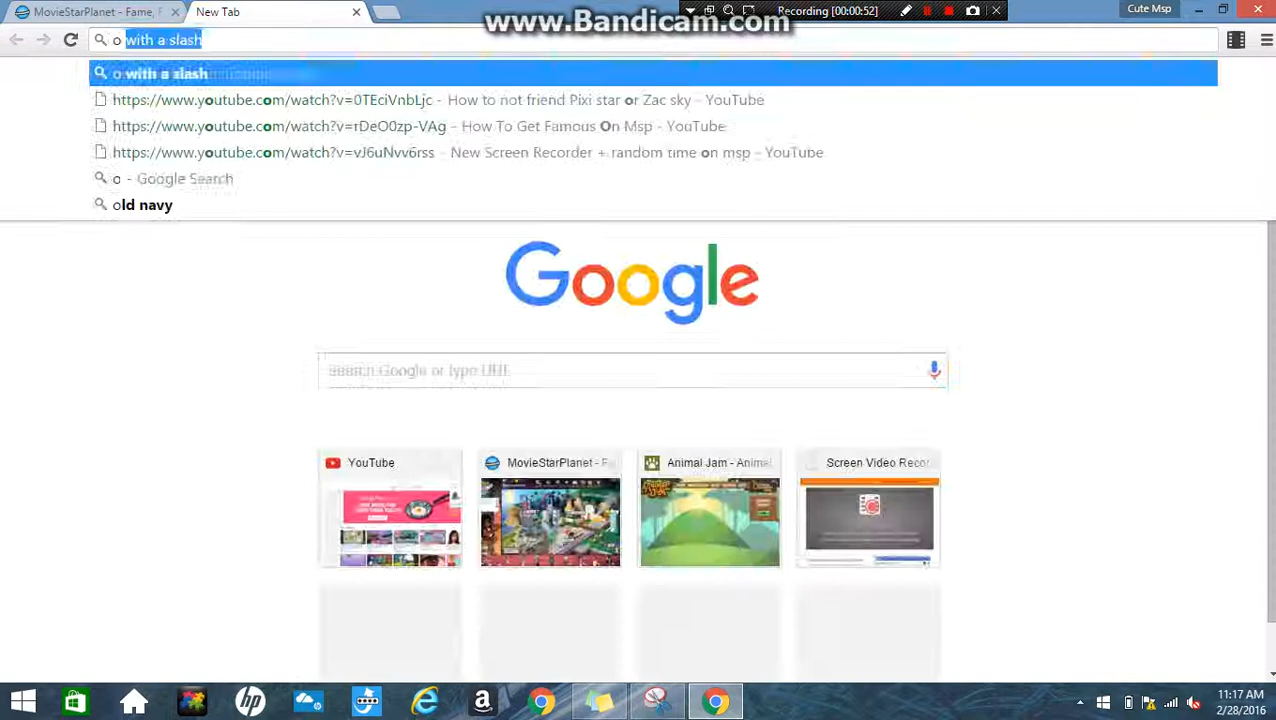 MovieStarPlanet - Fame, F
New Tab
Recording [00:00:52]
www.Bandicam.com
Cute Msp
o with a slash
o with a slash
https://www.youtube.com/watch?v=0TEciVnbLjc - How to not friend Pixi star or Zac sky - YouTube
https://www.youtube.com/watch?v=rDeO0zp-VAg - How To Get Famous On Msp - YouTube
https://www.youtube.com/watch?v=vJ6uNvv6rss - New Screen Recorder + random time on msp - YouTube
o - Google Search
old navy
Google
Search Google or type URL
YouTube
MovieStarPlanet - F
Animal Jam - Animal
Screen Video Recor
hp
a
11:17 AM
2/28/2016